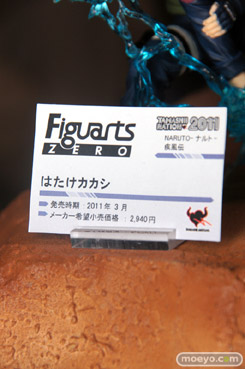 Figuarts
ZERO
TAMASHII NATION 2011
NARUTO-ナルト-
疾風伝
はたけカカシ
発売時期 2011年3月
メーカー希望小売価格 2,940円
moeyo.com